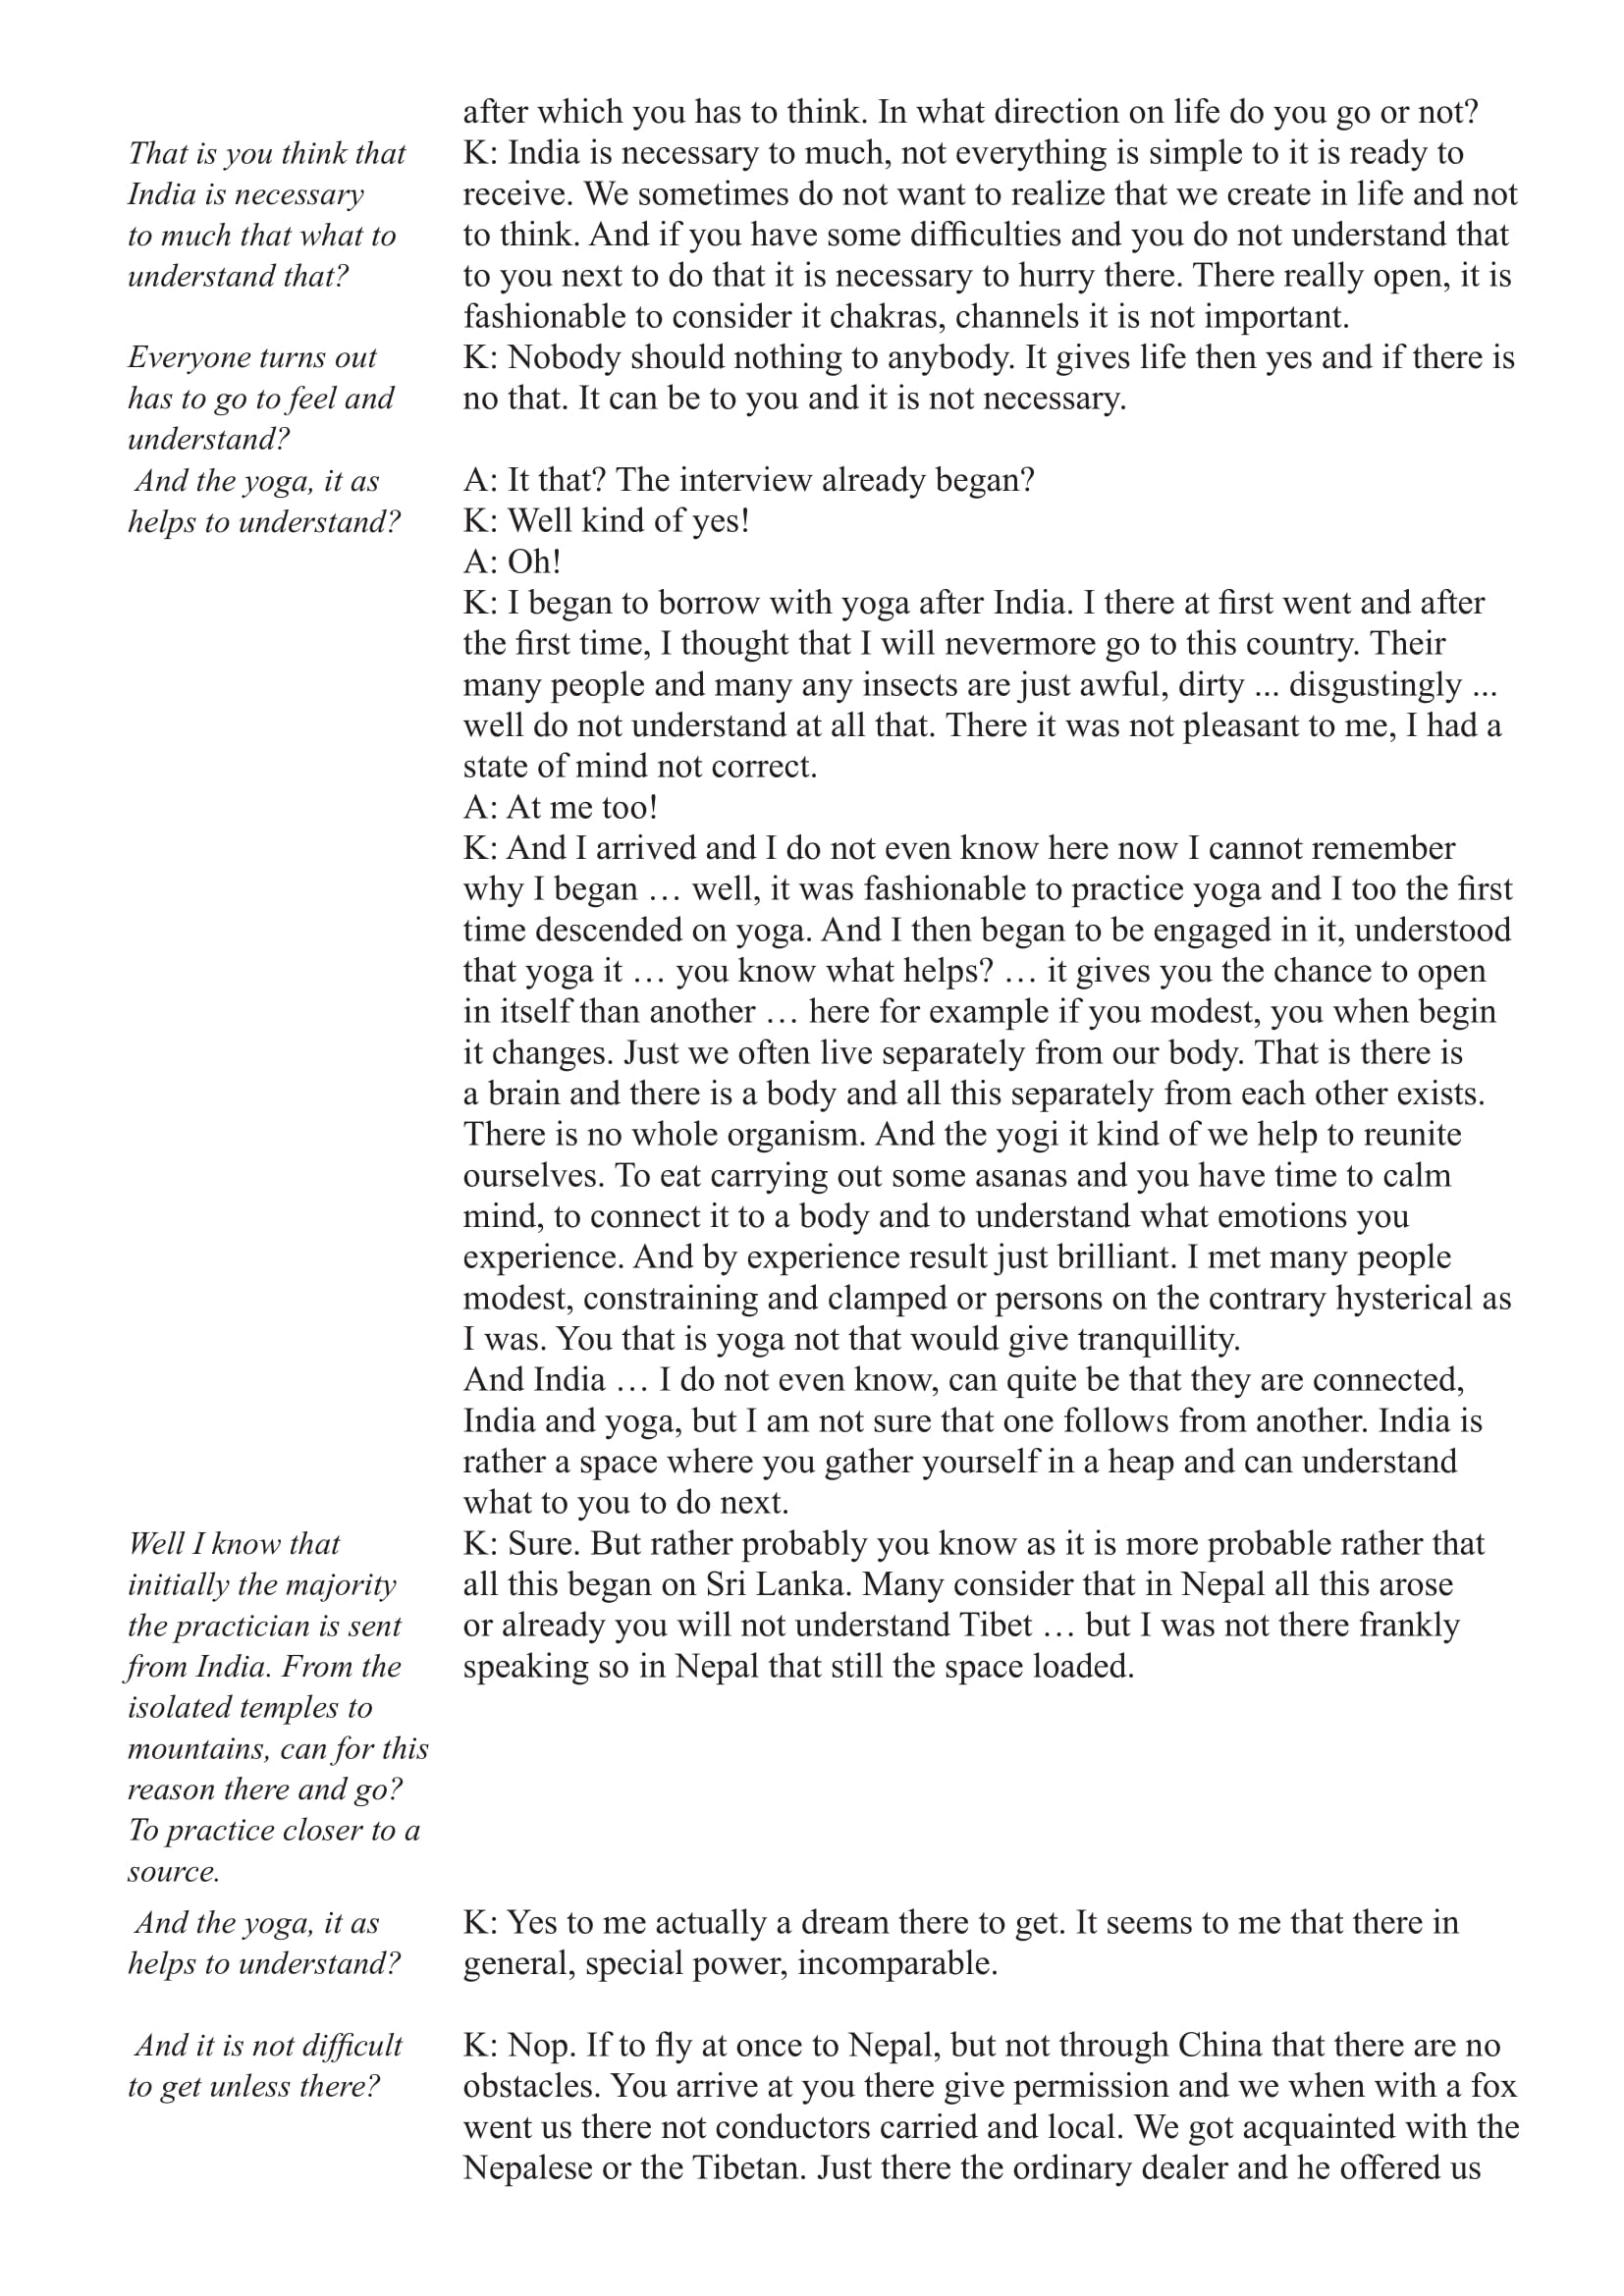 after which you has to think. In what direction on life do you go or not?
That is you think that
India is necessary
to much that what to
understand that?
K: India is necessary to much, not everything is simple to it is ready to
receive. We sometimes do not want to realize that we create in life and not
to think. And if you have some difficulties and you do not understand that
to you next to do that it is necessary to hurry there. There really open, it is
fashionable to consider it chakras, channels it is not important.
Everyone turns out
has to go to feel and
understand?
K: Nobody should nothing to anybody. It gives life then yes and if there is
no that. It can be to you and it is not necessary.
And the yoga, it as
helps to understand?
A: It that? The interview already began?
K: Well kind of yes!
A: Oh!
K: I began to borrow with yoga after India. I there at first went and after
the first time, I thought that I will nevermore go to this country. Their
many people and many any insects are just awful, dirty ... disgustingly ...
well do not understand at all that. There it was not pleasant to me, I had a
state of mind not correct.
A: At me too!
K: And I arrived and I do not even know here now I cannot remember
why I began … well, it was fashionable to practice yoga and I too the first
time descended on yoga. And I then began to be engaged in it, understood
that yoga it … you know what helps? … it gives you the chance to open
in itself than another … here for example if you modest, you when begin
it changes. Just we often live separately from our body. That is there is
a brain and there is a body and all this separately from each other exists.
There is no whole organism. And the yogi it kind of we help to reunite
ourselves. To eat carrying out some asanas and you have time to calm
mind, to connect it to a body and to understand what emotions you
experience. And by experience result just brilliant. I met many people
modest, constraining and clamped or persons on the contrary hysterical as
I was. You that is yoga not that would give tranquillity.
And India … I do not even know, can quite be that they are connected,
India and yoga, but I am not sure that one follows from another. India is
rather a space where you gather yourself in a heap and can understand
what to you to do next.
Well I know that
initially the majority
the practician is sent
from India. From the
isolated temples to
mountains, can for this
reason there and go?
To practice closer to a
source.
K: Sure. But rather probably you know as it is more probable rather that
all this began on Sri Lanka. Many consider that in Nepal all this arose
or already you will not understand Tibet … but I was not there frankly
speaking so in Nepal that still the space loaded.
And the yoga, it as
helps to understand?
K: Yes to me actually a dream there to get. It seems to me that there in
general, special power, incomparable.
And it is not difficult
to get unless there?
K: Nop. If to fly at once to Nepal, but not through China that there are no
obstacles. You arrive at you there give permission and we when with a fox
went us there not conductors carried and local. We got acquainted with the
Nepalese or the Tibetan. Just there the ordinary dealer and he offered us